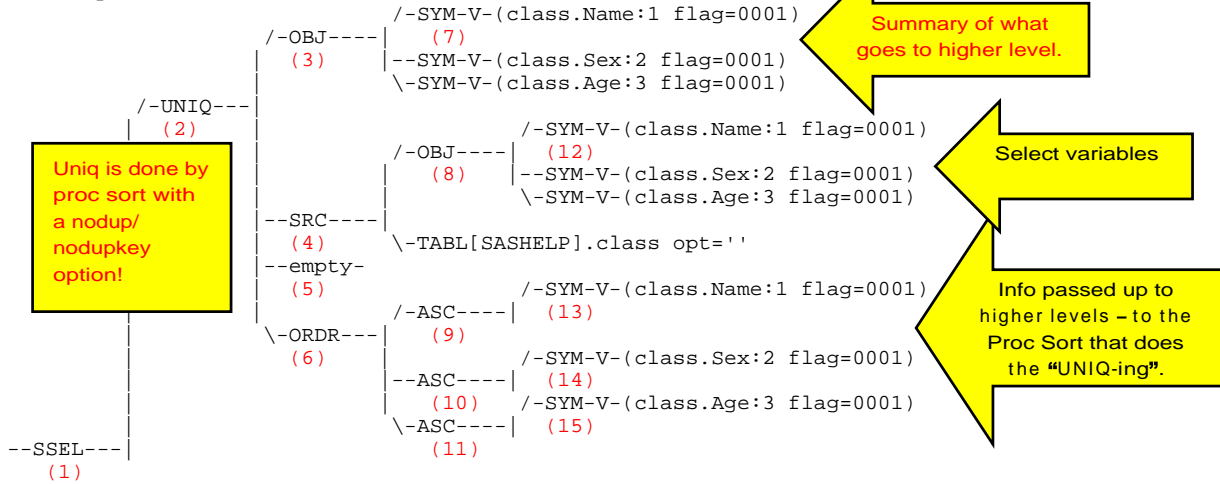 /-SYM-V-(class.Name:1 flag=0001)
/-OBJ----| (7)
(3) |--SYM-V-(class.Sex:2 flag=0001)
\-SYM-V-(class.Age:3 flag=0001)
Summary of what
goes to higher level.
/-UNIQ---|
(2)
/-SYM-V-(class.Name:1 flag=0001)
/-OBJ----| (12)
(8) |--SYM-V-(class.Sex:2 flag=0001)
\-SYM-V-(class.Age:3 flag=0001)
Select variables
Uniq is done by
proc sort with
a nodup/
nodupkey
option!
--SRC----|
(4) \-TABL[SASHELP].class opt=''
--empty-
(5)
/-SYM-V-(class.Name:1 flag=0001)
/-ASC----| (13)
\-ORDR---| (9)
(6) /-SYM-V-(class.Sex:2 flag=0001)
|--ASC----| (14)
(10) /-SYM-V-(class.Age:3 flag=0001)
\-ASC----| (15)
(11)
Info passed up to
higher levels – to the
Proc Sort that does
the “UNIQ-ing”.
--SSEL---|
(1)